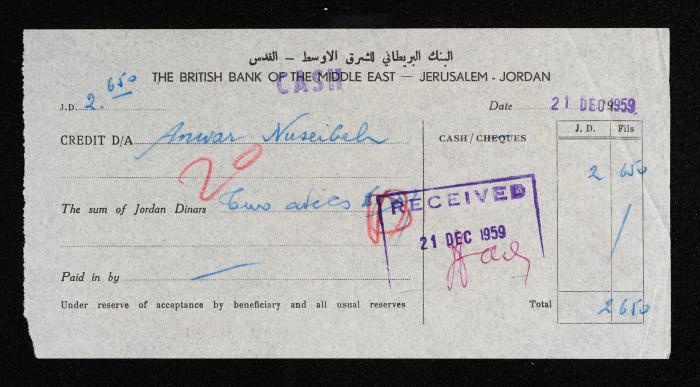 البنك البريطاني للشرق الاوسط – القدس
THE BRITISH BANK OF THE MIDDLE EAST — JERUSALEM - JORDAN
CASH
J.D. 2.650
Date 21 DEC 1959
CREDIT D/A Anwar Nuseibeh
CASH / CHEQUES
J. D. Fils
2 650
The sum of Jordan Dinars Two
RECEIVED
21 DEC 1959
Paid in by
Under reserve of acceptance by beneficiary and all usual reserves
Total 2 650